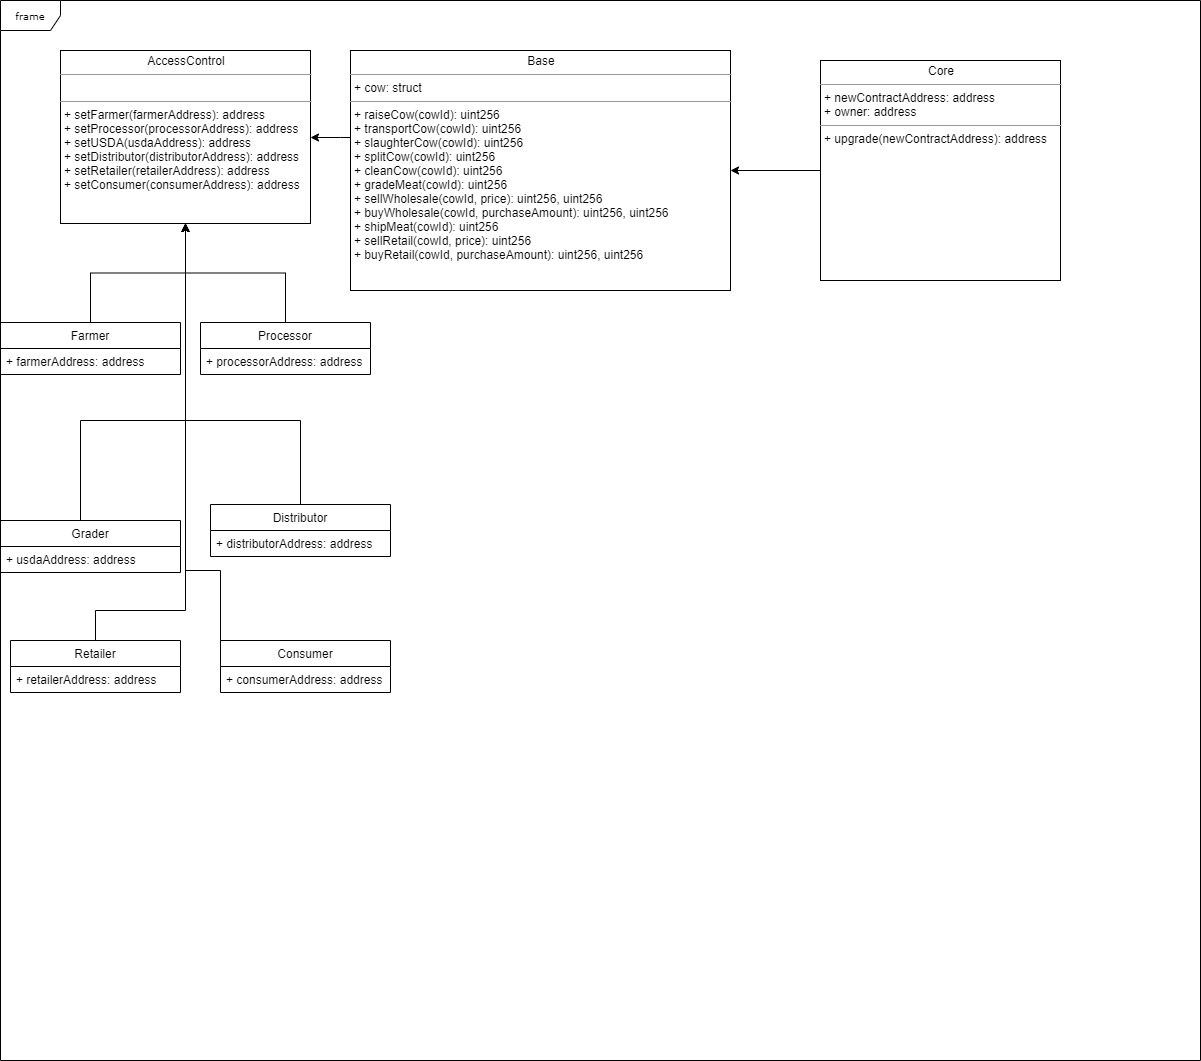 frame
AccessControl
+ setFarmer(farmerAddress): address
+ setProcessor(processorAddress): address
+ setUSDA(usdaAddress): address
+ setDistributor(distributorAddress): address
+ setRetailer(retailerAddress): address
+ setConsumer(consumerAddress): address
Base
+ cow: struct
+ raiseCow(cowId): uint256
+ transportCow(cowId): uint256
+ slaughterCow(cowId): uint256
+ splitCow(cowId): uint256
+ cleanCow(cowId): uint256
+ gradeMeat(cowId): uint256
+ sellWholesale(cowId, price): uint256, uint256
+ buyWholesale(cowId, purchaseAmount): uint256, uint256
+ shipMeat(cowId): uint256
+ sellRetail(cowId, price): uint256
+ buyRetail(cowId, purchaseAmount): uint256, uint256
Core
+ newContractAddress: address
+ owner: address
+ upgrade(newContractAddress): address
Farmer
+ farmerAddress: address
Processor
+ processorAddress: address
Grader
+ usdaAddress: address
Distributor
+ distributorAddress: address
Retailer
+ retailerAddress: address
Consumer
+ consumerAddress: address